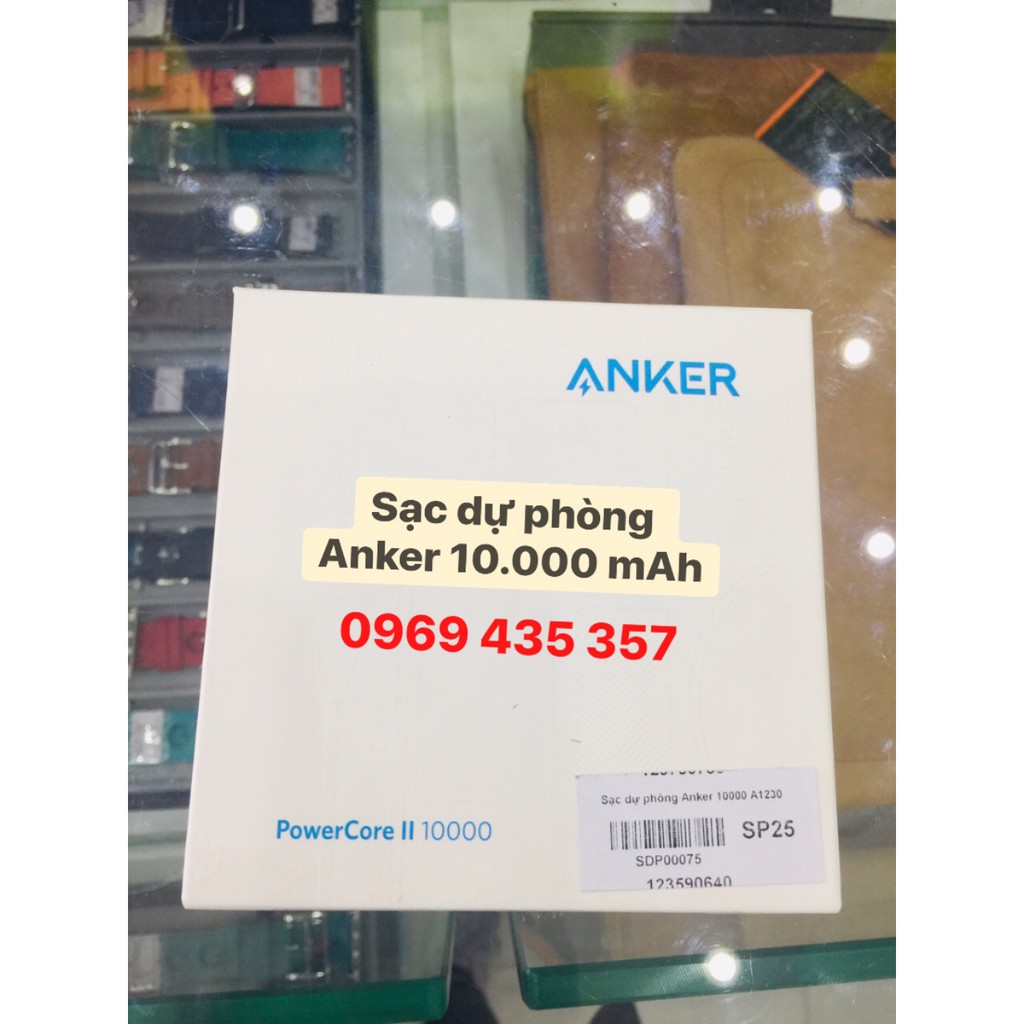 ANKER
Sạc dự phòng
Anker 10.000 mAh
0969 435 357
PowerCore II 10000
Sạc dự phòng Anker 10000 A1230
SP25
SDP00075
123590640